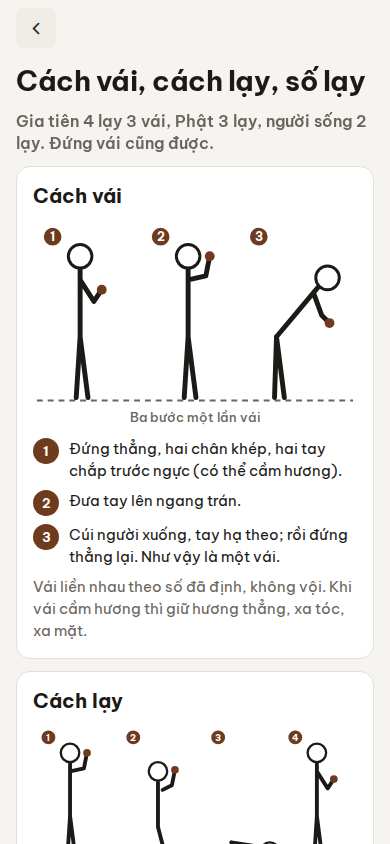 Cách vái, cách lạy, số lạy
Gia tiên 4 lạy 3 vái, Phật 3 lạy, người sống 2
lạy. Đứng vái cũng được.
Cách vái
1 2 3
Ba bước một lần vái
1 Đứng thẳng, hai chân khép, hai tay
chắp trước ngực (có thể cầm hương).
2 Đưa tay lên ngang trán.
3 Cúi người xuống, tay hạ theo; rồi đứng
thẳng lại. Như vậy là một vái.
Vái liền nhau theo số đã định, không vội. Khi
vái cầm hương thì giữ hương thẳng, xa tóc,
xa mặt.
Cách lạy
1 2 3 4